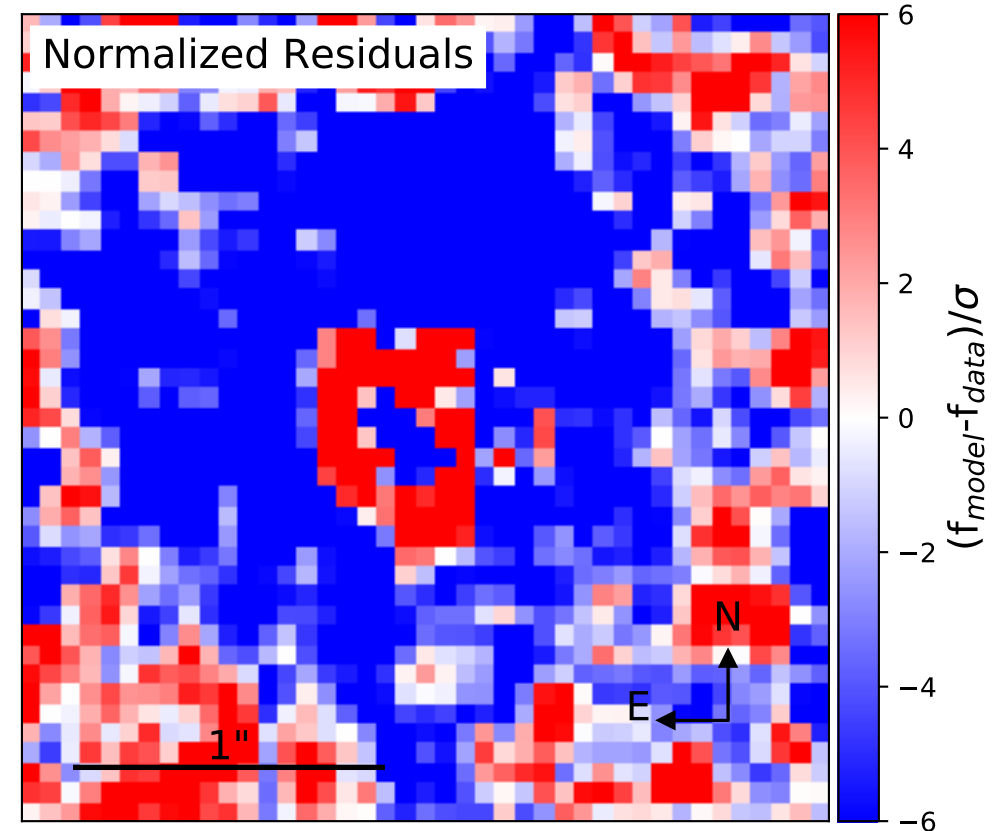 Normalized Residuals
6
4
2
0
−2
−4
−6
(f_model-f_data)/σ
N
E
1"